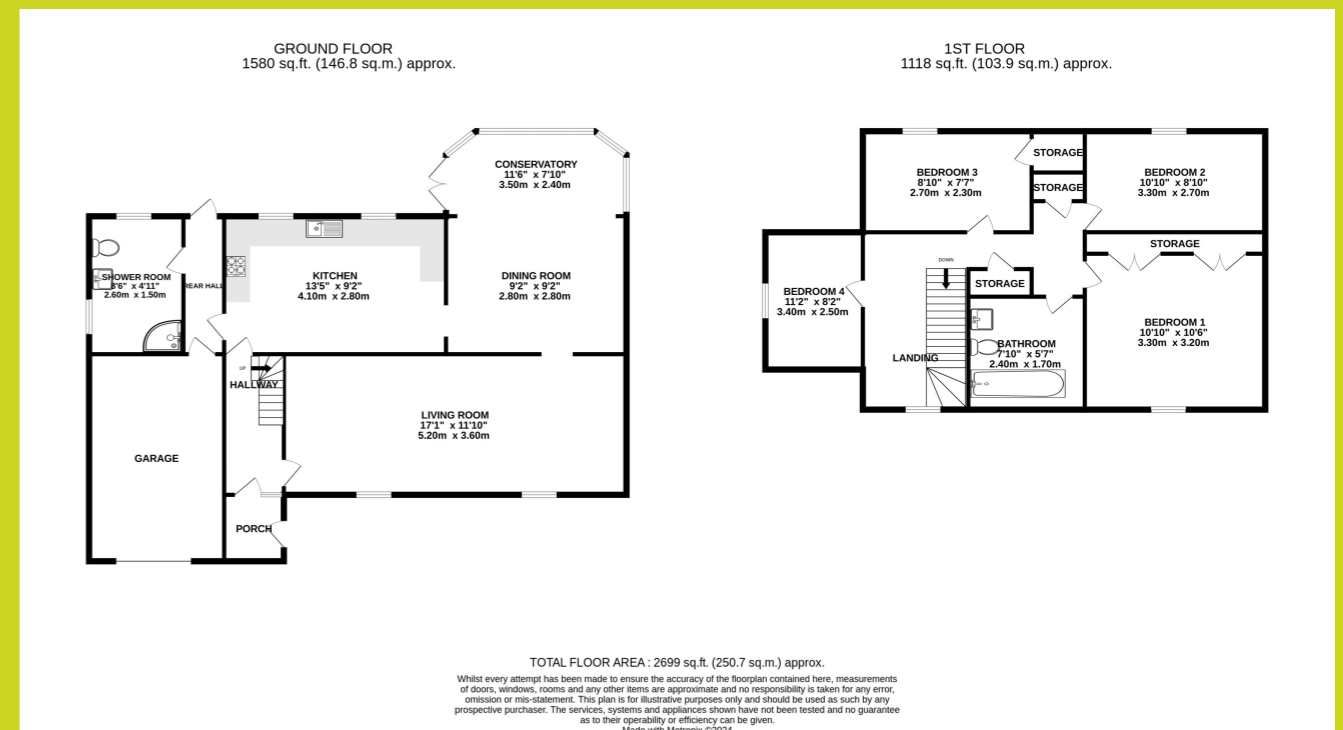 GROUND FLOOR
1580 sq.ft. (146.8 sq.m.) approx.
1ST FLOOR
1118 sq.ft. (103.9 sq.m.) approx.
CONSERVATORY
11'6" x 7'10"
3.50m x 2.40m
SHOWER ROOM
8'6" x 4'11"
2.60m x 1.50m
REAR HALL
KITCHEN
13'5" x 9'2"
4.10m x 2.80m
DINING ROOM
9'2" x 9'2"
2.80m x 2.80m
UP
HALLWAY
LIVING ROOM
17'1" x 11'10"
5.20m x 3.60m
GARAGE
PORCH
BEDROOM 3
8'10" x 7'7"
2.70m x 2.30m
STORAGE
STORAGE
BEDROOM 2
10'10" x 8'10"
3.30m x 2.70m
STORAGE
DOWN
STORAGE
BEDROOM 4
11'2" x 8'2"
3.40m x 2.50m
BEDROOM 1
10'10" x 10'6"
3.30m x 3.20m
LANDING
BATHROOM
7'10" x 5'7"
2.40m x 1.70m
TOTAL FLOOR AREA : 2699 sq.ft. (250.7 sq.m.) approx.
Whilst every attempt has been made to ensure the accuracy of the floorplan contained here, measurements
of doors, windows, rooms and any other items are approximate and no responsibility is taken for any error,
omission or mis-statement. This plan is for illustrative purposes only and should be used as such by any
prospective purchaser. The services, systems and appliances shown have not been tested and no guarantee
as to their operability or efficiency can be given.
Made with Metropix ©2024